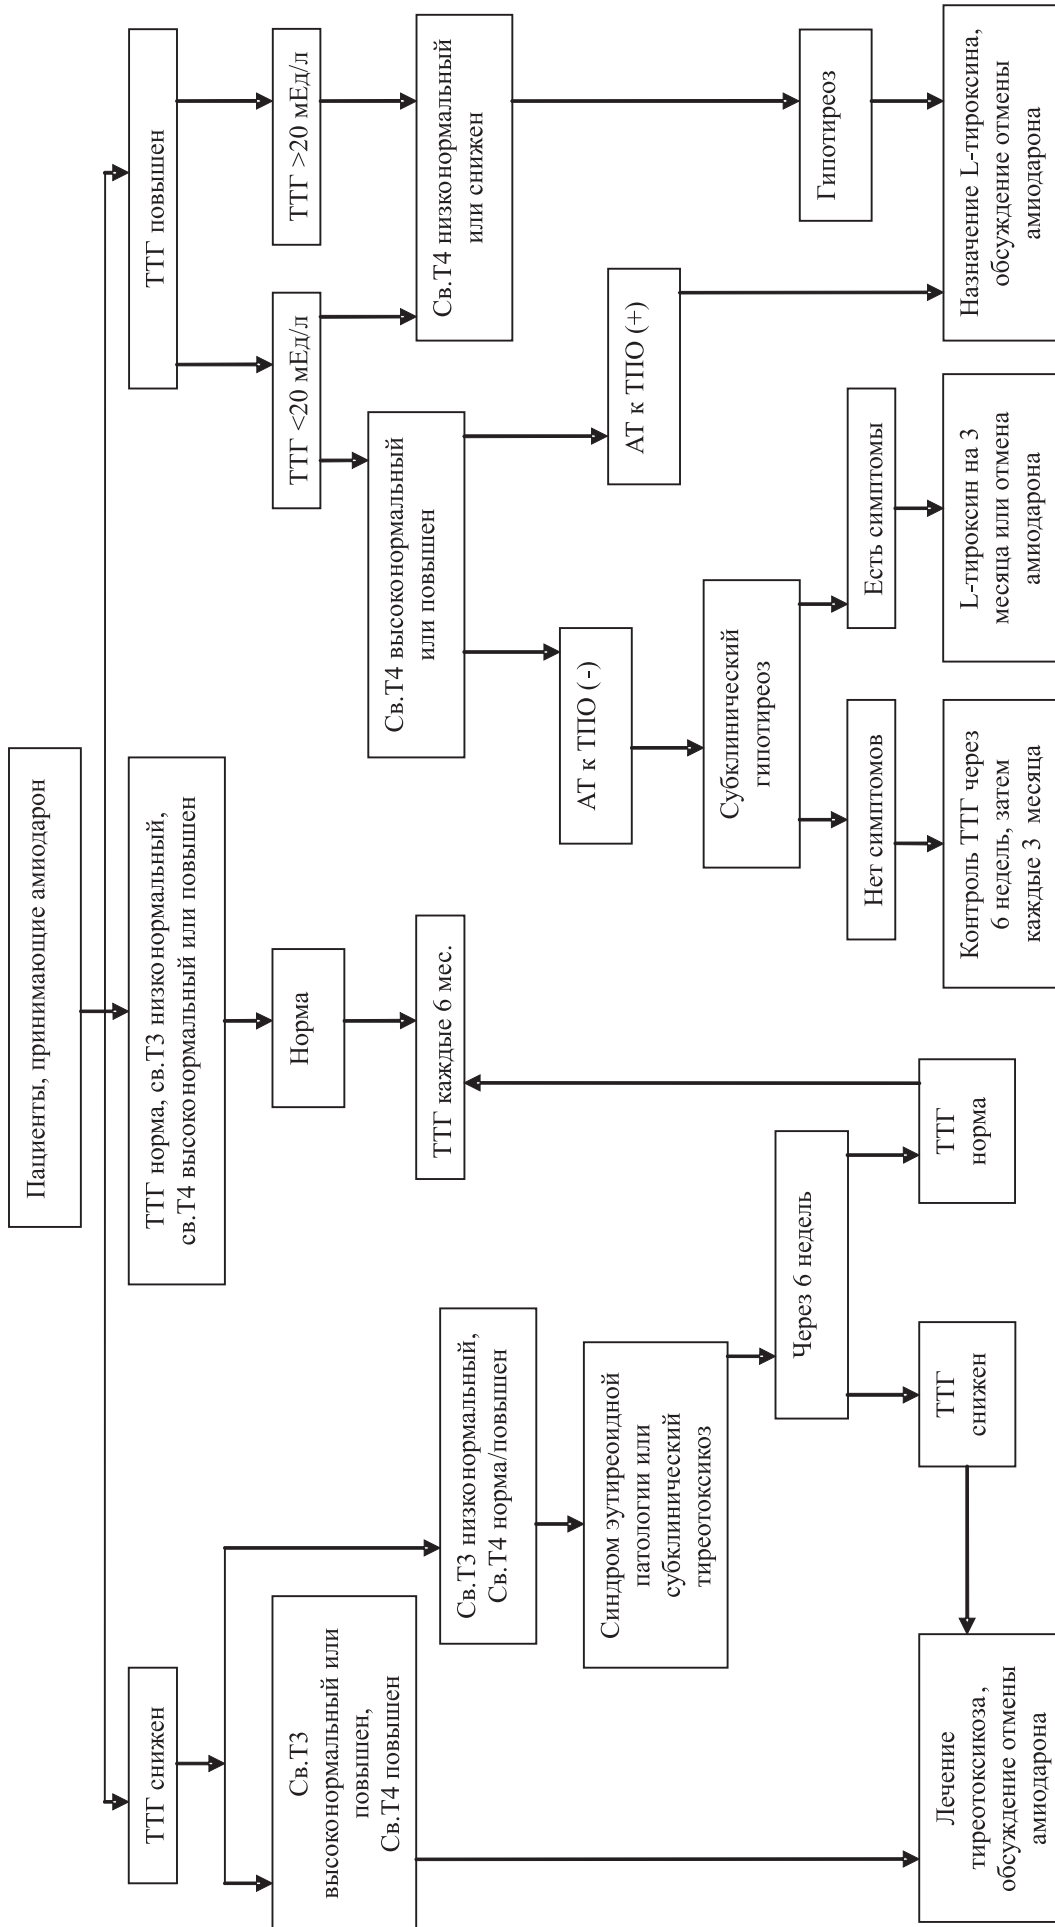 Пациенты, принимающие амиодарон
ТТГ снижен
ТТГ норма, св.Т3 низконормальный,
св.Т4 высоконормальный или повышен
ТТГ повышен
Св.Т3
высоконормальный или
повышен,
Св.Т4 повышен
Норма
ТТГ <20 мЕд/л
ТТГ >20 мЕд/л
Св.Т4 высоконормальный
или повышен
Св.Т3 низконормальный,
Св.Т4 норма/повышен
ТТГ каждые 6 мес.
Св.Т4 низконормальный
или снижен
Синдром эутиреоидной
патологии или
субклинический
тиреотоксикоз
АТ к ТПО (-)
АТ к ТПО (+)
Субклинический
гипотиреоз
Через 6 недель
Гипотиреоз
Нет симптомов
Есть симптомы
Лечение
тиреотоксикоза,
обсуждение отмены
амиодарона
ТТГ
снижен
ТТГ
норма
Контроль ТТГ через
6 недель, затем
каждые 3 месяца
L-тироксин на 3
месяца или отмена
амиодарона
Назначение L-тироксина,
обсуждение отмены
амиодарона